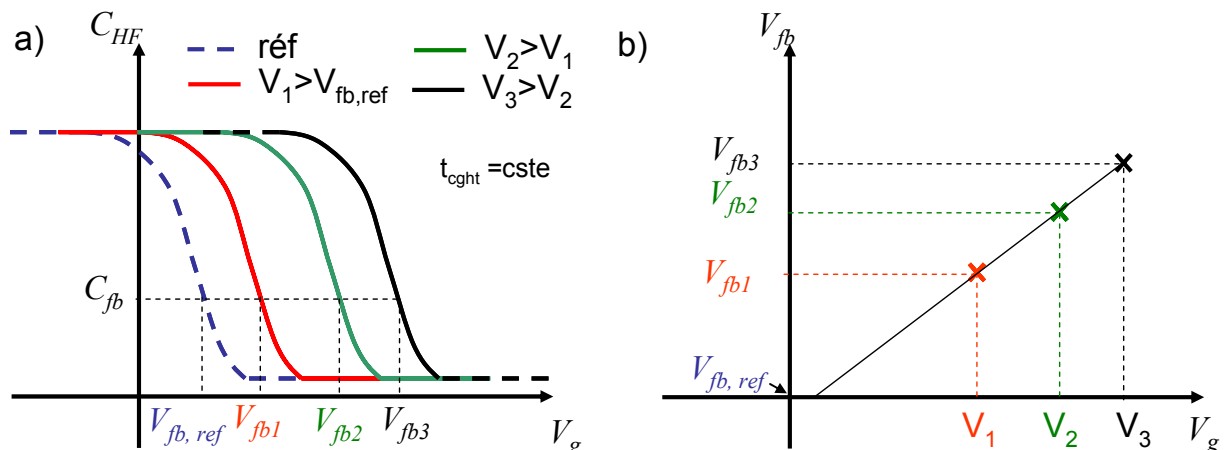 a)
C_HF
réf
V_2>V_1
V_1>V_fb,ref
V_3>V_2
t_cght =cste
C_fb
V_fb, ref
V_fb1
V_fb2
V_fb3
V_g
b)
V_fb
V_fb3
V_fb2
V_fb1
V_fb, ref
V_1
V_2
V_3
V_g